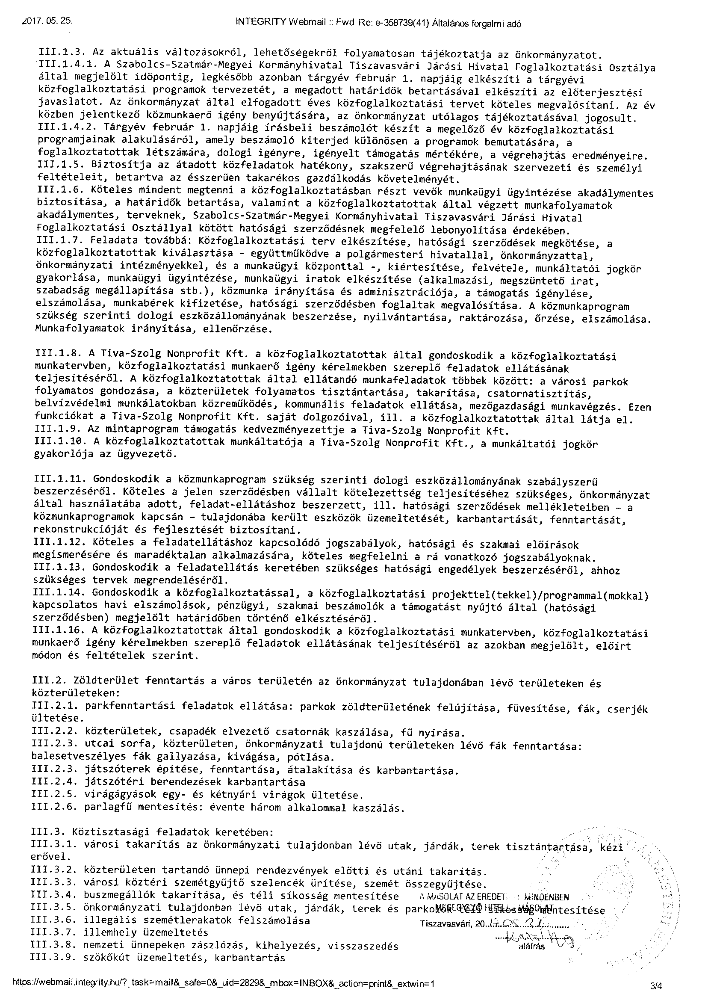 2017. 05. 25.
INTEGRITY Webmail :: Fwd: Re: e-358739(41) Általános forgalmi adó
III.1.3. Az aktuális változásokról, lehetőségekről folyamatosan tájékoztatja az önkormányzatot.
III.1.4.1. A Szabolcs-Szatmár-Megyei Kormányhivatal Tiszavasvári Járási Hivatal Foglalkoztatási Osztálya
által megjelölt időpontig, legkésőbb azonban tárgyév február 1. napjáig elkészíti a tárgyévi
közfoglalkoztatási programok tervezetét, a megadott határidők betartásával elkészíti az előterjesztési
javaslatot. Az önkormányzat által elfogadott éves közfoglalkoztatási tervet köteles megvalósítani. Az év
közben jelentkező közmunkaerő igény benyújtására, az önkormányzat utólagos tájékoztatásával jogosult.
III.1.4.2. Tárgyév február 1. napjáig írásbeli beszámolót készít a megelőző év közfoglalkoztatási
programjainak alakulásáról, amely beszámoló kiterjed különösen a programok bemutatására, a
foglalkoztatottak létszámára, dologi igényre, igényelt támogatás mértékére, a végrehajtás eredményeire.
III.1.5. Biztosítja az átadott közfeladatok hatékony, szakszerű végrehajtásának szervezeti és személyi
feltételeit, betartva az ésszerűen takarékos gazdálkodás követelményét.
III.1.6. Köteles mindent megtenni a közfoglalkoztatásban részt vevők munkaügyi ügyintézése akadálymentes
biztosítása, a határidők betartása, valamint a közfoglalkoztatottak által végzett munkafolyamatok
akadálymentes, terveknek, Szabolcs-Szatmár-Megyei Kormányhivatal Tiszavasvári Járási Hivatal
Foglalkoztatási Osztállyal kötött hatósági szerződésnek megfelelő lebonyolítása érdekében.
III.1.7. Feladata továbbá: Közfoglalkoztatási terv elkészítése, hatósági szerződések megkötése, a
közfoglalkoztatottak kiválasztása - együttműködve a polgármesteri hivatallal, önkormányzattal,
önkormányzati intézményekkel, és a munkaügyi központtal -, kiértesítése, felvétele, munkáltatói jogkör
gyakorlása, munkaügyi ügyintézése, munkaügyi iratok elkészítése (alkalmazási, megszüntető irat,
szabadság megállapítása stb.), közmunka irányítása és adminisztrációja, a támogatás igénylése,
elszámolása, munkabérek kifizetése, hatósági szerződésben foglaltak megvalósítása. A közmunkaprogram
szükség szerinti dologi eszközállományának beszerzése, nyilvántartása, raktározása, őrzése, elszámolása.
Munkafolyamatok irányítása, ellenőrzése.
III.1.8. A Tiva-Szolg Nonprofit Kft. a közfoglalkoztatottak által gondoskodik a közfoglalkoztatási
munkatervben, közfoglalkoztatási munkaerő igény kérelmekben szereplő feladatok ellátásának
teljesítéséről. A közfoglalkoztatottak által ellátandó munkafeladatok többek között: a városi parkok
folyamatos gondozása, a közterületek folyamatos tisztántartása, takarítása, csatornatisztítás,
belvízvédelmi munkálatokban közreműködés, kommunális feladatok ellátása, mezőgazdasági munkavégzés. Ezen
funkciókat a Tiva-Szolg Nonprofit Kft. saját dolgozóival, ill. a közfoglalkoztatottak által látja el.
III.1.9. Az mintaprogram támogatás kedvezményezettje a Tiva-Szolg Nonprofit Kft.
III.1.10. A közfoglalkoztatottak munkáltatója a Tiva-Szolg Nonprofit Kft., a munkáltatói jogkör
gyakorlója az ügyvezető.
III.1.11. Gondoskodik a közmunkaprogram szükség szerinti dologi eszközállományának szabályszerű
beszerzéséről. Köteles a jelen szerződésben vállalt kötelezettség teljesítéséhez szükséges, önkormányzat
által használatába adott, feladat-ellátáshoz beszerzett, ill. hatósági szerződések mellékleteiben – a
közmunkaprogramok kapcsán – tulajdonába került eszközök üzemeltetését, karbantartását, fenntartását,
rekonstrukcióját és fejlesztését biztosítani.
III.1.12. Köteles a feladatellátáshoz kapcsolódó jogszabályok, hatósági és szakmai előírások
megismerésére és maradéktalan alkalmazására, köteles megfelelni a rá vonatkozó jogszabályoknak.
III.1.13. Gondoskodik a feladatellátás keretében szükséges hatósági engedélyek beszerzéséről, ahhoz
szükséges tervek megrendeléséről.
III.1.14. Gondoskodik a közfoglalkoztatással, a közfoglalkoztatási projekttel(tekkel)/programmal(mokkal)
kapcsolatos havi elszámolások, pénzügyi, szakmai beszámolók a támogatást nyújtó által (hatósági
szerződésben) megjelölt határidőben történő elkésztéséről.
III.1.16. A közfoglalkoztatottak által gondoskodik a közfoglalkoztatási munkatervben, közfoglalkoztatási
munkaerő igény kérelmekben szereplő feladatok ellátásának teljesítéséről az azokban megjelölt, előírt
módon és feltételek szerint.
III.2. Zöldterület fenntartás a város területén az önkormányzat tulajdonában lévő területeken és
közterületeken:
III.2.1. parkfenntartási feladatok ellátása: parkok zöldterületének felújítása, füvesítése, fák, cserjék
ültetése.
III.2.2. közterületek, csapadék elvezető csatornák kaszálása, fű nyírása.
III.2.3. utcai sorfa, közterületen, önkormányzati tulajdonú területeken lévő fák fenntartása:
balesetveszélyes fák gallyazása, kivágása, pótlása.
III.2.3. játszóterek építése, fenntartása, átalakítása és karbantartása.
III.2.4. játszótéri berendezések karbantartása
III.2.5. virágágyások egy- és kétnyári virágok ültetése.
III.2.6. parlagfű mentesítés: évente három alkalommal kaszálás.
III.3. Köztisztasági feladatok keretében:
III.3.1. városi takarítás az önkormányzati tulajdonban lévő utak, járdák, terek tisztántartása, kézi
erővel.
III.3.2. közterületen tartandó ünnepi rendezvények előtti és utáni takarítás.
III.3.3. városi köztéri szemétgyűjtő szelencék ürítése, szemét összegyűjtése.
III.3.4. buszmegállók takarítása, és téli síkosság mentesítése
A MÁSOLAT AZ EREDETI MINDENBEN
III.3.5. önkormányzati tulajdonban lévő utak, járdák, terek és parkolók téli síkosság mentesítése
MEGEGYEZŐ HITELES MÁSOLAT
III.3.6. illegális szemétlerakatok felszámolása
Tiszavasvári, 20
III.3.7. illemhely üzemeltetés
III.3.8. nemzeti ünnepeken zászlózás, kihelyezés, visszaszedés
aláírás
III.3.9. szökőkút üzemeltetés, karbantartás
https://webmail.integrity.hu/?_task=mail&_safe=0&_uid=2829&_mbox=INBOX&_action=print&_extwin=1
3/4